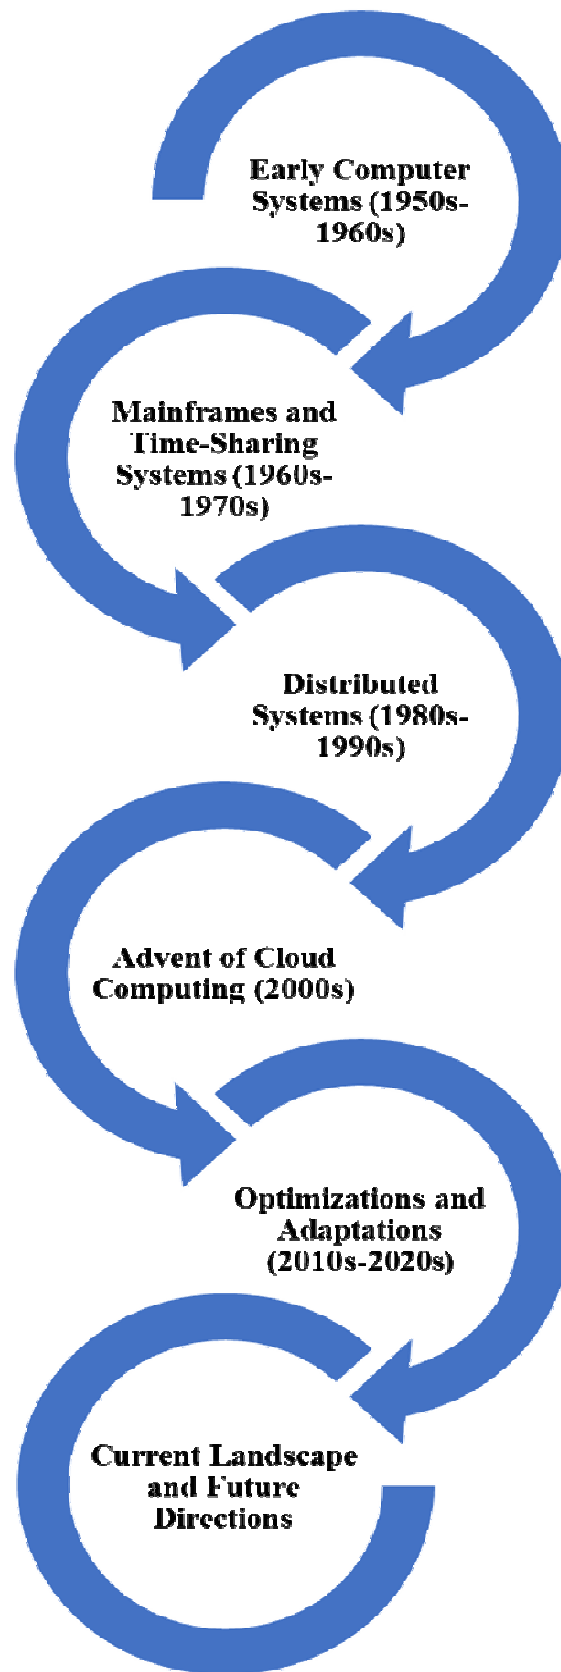 Early Computer
Systems (1950s-
1960s)
Mainframes and
Time-Sharing
Systems (1960s-
1970s)
Distributed
Systems (1980s-
1990s)
Advent of Cloud
Computing (2000s)
Optimizations and
Adaptations
(2010s-2020s)
Current Landscape
and Future
Directions